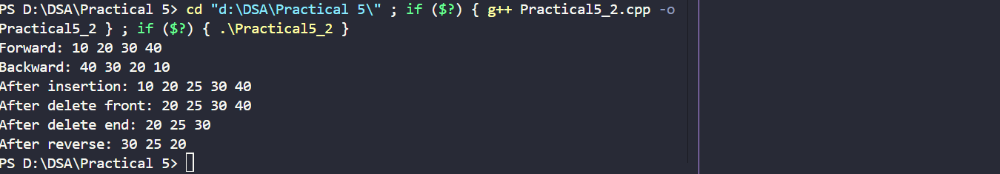 PS D:\DSA\Practical 5> cd "d:\DSA\Practical 5\" ; if ($?) { g++ Practical5_2.cpp -o
Practical5_2 } ; if ($?) { .\Practical5_2 }
Forward: 10 20 30 40
Backward: 40 30 20 10
After insertion: 10 20 25 30 40
After delete front: 20 25 30 40
After delete end: 20 25 30
After reverse: 30 25 20
PS D:\DSA\Practical 5>